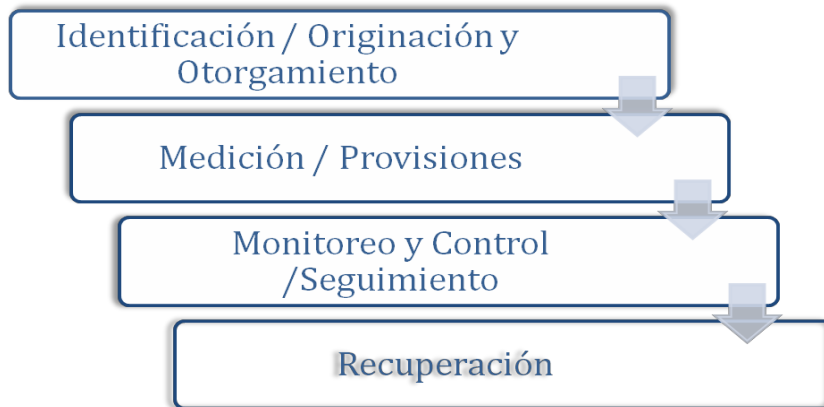 Identificación / Originación y
Otorgamiento
Medición / Provisiones
Monitoreo y Control
/Seguimiento
Recuperación